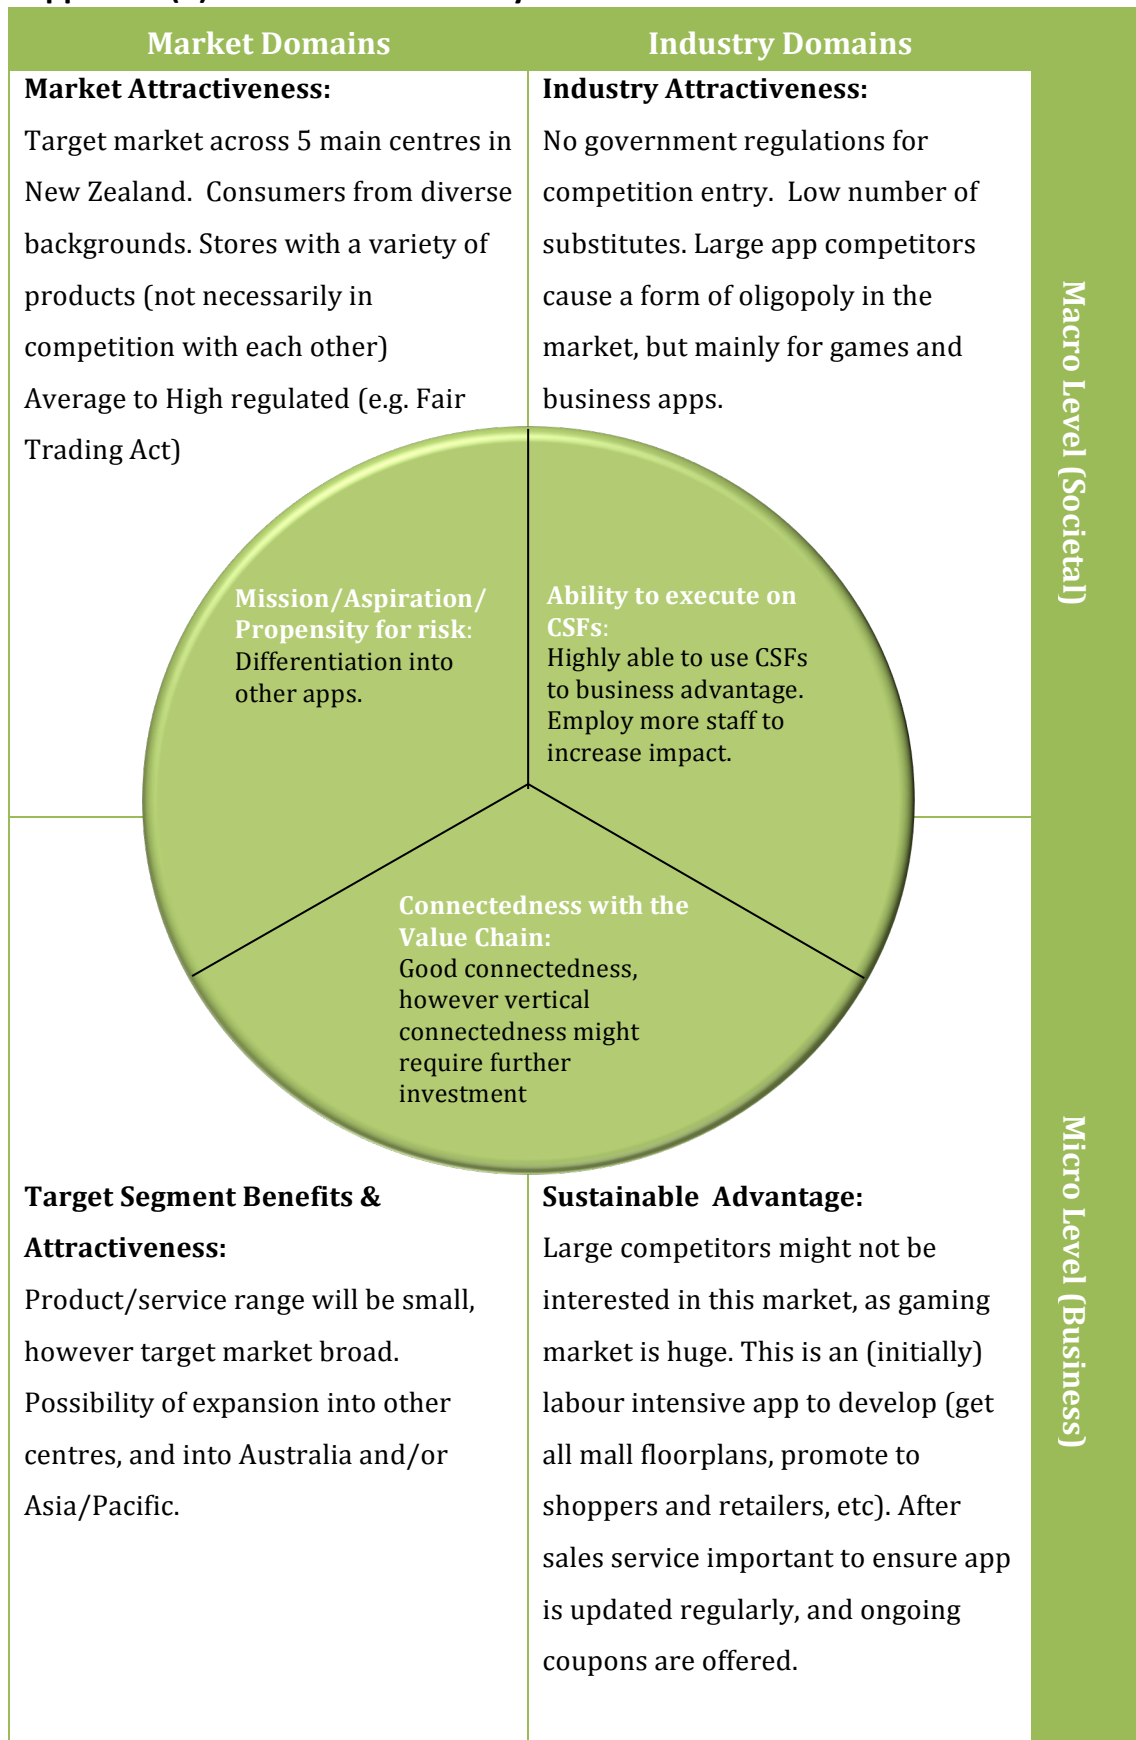 Market Domains
Industry Domains
Market Attractiveness:
Target market across 5 main centres in
New Zealand.  Consumers from diverse
backgrounds. Stores with a variety of
products (not necessarily in
competition with each other)
Average to High regulated (e.g. Fair
Trading Act)
Industry Attractiveness:
No government regulations for
competition entry.  Low number of
substitutes. Large app competitors
cause a form of oligopoly in the
market, but mainly for games and
business apps.
Macro Level (Societal)
Mission/Aspiration/
Propensity for risk:
Differentiation into
other apps.
Ability to execute on
CSFs:
Highly able to use CSFs
to business advantage.
Employ more staff to
increase impact.
Connectedness with the
Value Chain:
Good connectedness,
however vertical
connectedness might
require further
investment
Target Segment Benefits &
Attractiveness:
Product/service range will be small,
however target market broad.
Possibility of expansion into other
centres, and into Australia and/or
Asia/Pacific.
Sustainable  Advantage:
Large competitors might not be
interested in this market, as gaming
market is huge. This is an (initially)
labour intensive app to develop (get
all mall floorplans, promote to
shoppers and retailers, etc). After
sales service important to ensure app
is updated regularly, and ongoing
coupons are offered.
Micro Level (Business)